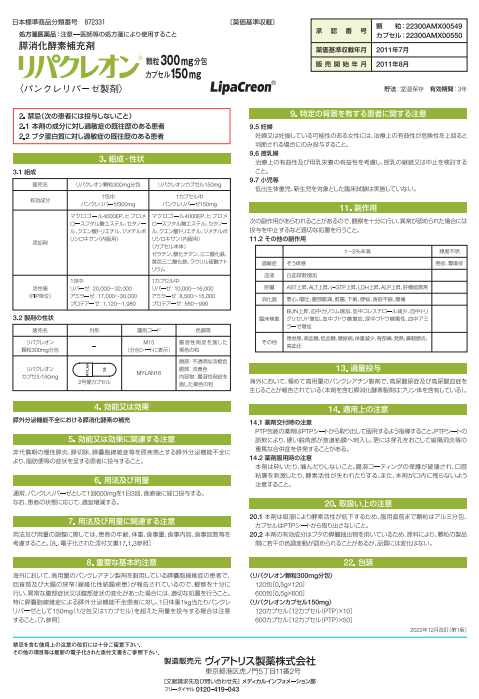 日本標準商品分類番号　872331
【薬価基準収載】
処方箋医薬品：注意―医師等の処方箋により使用すること
膵消化酵素補充剤
リパクレオン® 顆粒300mg分包
カプセル150mg
〈パンクレリパーゼ製剤〉
LipaCreon®
承認番号 顆粒：22300AMX00549
カプセル：22300AMX00550
薬価基準収載年月 2011年7月
販売開始年月 2011年8月
貯法：室温保存　有効期間：3年
2. 禁忌（次の患者には投与しないこと）
2.1 本剤の成分に対し過敏症の既往歴のある患者
2.2 ブタ蛋白質に対し過敏症の既往歴のある患者
3. 組成・性状
3.1 組成
販売名 リパクレオン顆粒300mg分包 リパクレオンカプセル150mg
有効成分 1包中 パンクレリパーゼ300mg 1カプセル中 パンクレリパーゼ150mg
添加剤
マクロゴール4000EP、ヒプロメロースフタル酸エステル、セタノール、クエン酸トリエチル、ジメチルポリシロキサン（内服用）
マクロゴール4000EP、ヒプロメロースフタル酸エステル、セタノール、クエン酸トリエチル、ジメチルポリシロキサン（内服用）
（カプセル本体）
ゼラチン、酸化チタン、三二酸化鉄、黄色三二酸化鉄、ラウリル硫酸ナトリウム
活性値（FIP単位）
1包中
リパーゼ：20,000～32,000
アミラーゼ：17,000～30,000
プロテアーゼ：1,120～1,980
1カプセル中
リパーゼ：10,000～16,000
アミラーゼ：8,500～15,000
プロテアーゼ：560～990
3.2 製剤の性状
販売名 外形 識別コード 色調等
リパクレオン顆粒300mg分包 － M15（分包シートに表示） 腸溶性剤皮を施した褐色の粒
リパクレオンカプセル150mg 2号硬カプセル MYLAN16 頭部：不透明な淡橙色
胴部：淡黄色
内容物：腸溶性剤皮を施した褐色の粒
4. 効能又は効果
膵外分泌機能不全における膵消化酵素の補充
5. 効能又は効果に関連する注意
非代償期の慢性膵炎、膵切除、膵嚢胞線維症等を原疾患とする膵外分泌機能不全により、脂肪便等の症状を呈する患者に投与すること。
6. 用法及び用量
通常、パンクレリパーゼとして1回600mgを1日3回、食直後に経口投与する。
なお、患者の状態に応じて、適宜増減する。
7. 用法及び用量に関連する注意
用法及び用量の調整に際しては、患者の年齢、体重、食事量、食事内容、食事回数等を考慮すること。［8.、電子化された添付文書17.1.3参照］
8. 重要な基本的注意
海外において、高用量のパンクレアチン製剤を服用している膵嚢胞線維症の患者で、回盲部及び大腸の狭窄（線維化性結腸疾患）が報告されているので、観察を十分に行い、異常な腹部症状又は腹部症状の変化があった場合には、適切な処置を行うこと。特に膵嚢胞線維症による膵外分泌機能不全患者に対し、1日体重1kg当たりパンクレリパーゼとして150mg（1/2包又は1カプセル）を超えた用量を投与する場合は注意すること。［7.参照］
9. 特定の背景を有する患者に関する注意
9.5 妊婦
妊婦又は妊娠している可能性のある女性には、治療上の有益性が危険性を上回ると判断される場合にのみ投与すること。
9.6 授乳婦
治療上の有益性及び母乳栄養の有益性を考慮し、授乳の継続又は中止を検討すること。
9.7 小児等
低出生体重児、新生児を対象とした臨床試験は実施していない。
11. 副作用
次の副作用があらわれることがあるので、観察を十分に行い、異常が認められた場合には投与を中止するなど適切な処置を行うこと。
11.2 その他の副作用
1～5％未満 頻度不明
過敏症 そう痒感 発疹、蕁麻疹
血液 白血球数増加
肝臓 AST上昇、ALT上昇、γ-GTP上昇、LDH上昇、ALP上昇、肝機能異常
消化器 悪心、嘔吐、腹部膨満、鼓腸、下痢、便秘、食欲不振、腹痛
臨床検査 BUN上昇、血中カリウム増加、血中コレステロール減少、血中トリグリセリド増加、血中ブドウ糖増加、尿中ブドウ糖陽性、血中アミラーゼ増加
その他 倦怠感、高血糖、低血糖、糖尿病、体重減少、背部痛、発熱、鼻咽頭炎、高血圧
13. 過量投与
海外において、極めて高用量のパンクレアチン製剤で、高尿酸尿症及び高尿酸血症を生じることが報告されている（本剤を含む膵消化酵素製剤はプリン体を含有している）。
14. 適用上の注意
14.1 薬剤交付時の注意
PTP包装の薬剤はPTPシートから取り出して服用するよう指導すること。PTPシートの誤飲により、硬い鋭角部が食道粘膜へ刺入し、更には穿孔をおこして縦隔洞炎等の重篤な合併症を併発することがある。
14.2 薬剤服用時の注意
本剤は砕いたり、噛んだりしないこと。腸溶コーティングの保護が破壊され、口腔粘膜を刺激したり、酵素活性が失われたりする。また、本剤が口内に残らないよう注意すること。
20. 取扱い上の注意
20.1 本剤は吸湿により酵素活性が低下するため、服用直前まで顆粒はアルミ分包、カプセルはPTPシートから取り出さないこと。
20.2 本剤の有効成分はブタの膵臓抽出物を用いているため、原料により、顆粒の製品間に若干の色調変動が認められることがあるが、品質には変化はない。
22. 包装
〈リパクレオン顆粒300mg分包〉
120包［0.5g×120］
600包［0.5g×600］
〈リパクレオンカプセル150mg〉
120カプセル［12カプセル（PTP）×10］
600カプセル［12カプセル（PTP）×50］
2022年12月改訂（第1版）
禁忌を含む使用上の注意の改訂には十分ご留意下さい。
その他の項目等は最新の電子化された添付文書をご参照下さい。
製造販売元 ヴィアトリス製薬株式会社
東京都港区虎ノ門5丁目11番2号
［文献請求先及び問い合わせ先］メディカルインフォメーション部
フリーダイヤル 0120-419-043